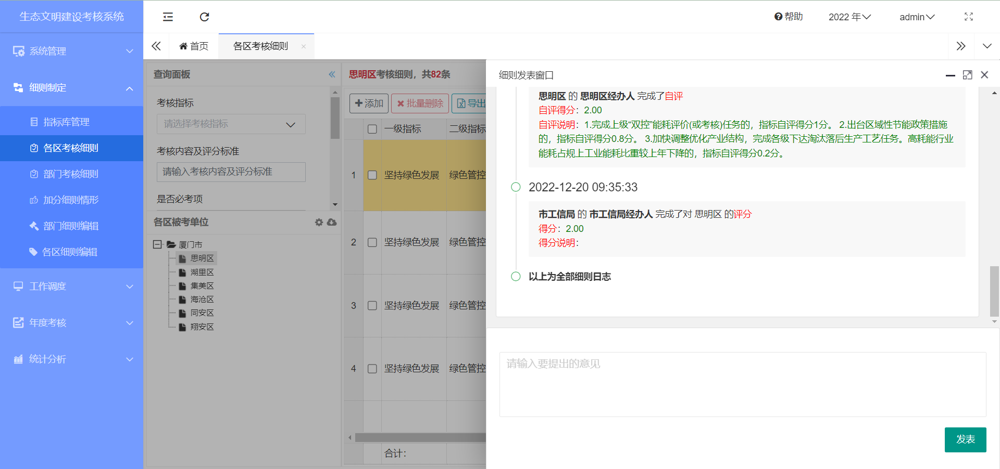 生态文明建设考核系统
帮助
2022 年
admin
系统管理
细则制定
指标库管理
各区考核细则
部门考核细则
加分细则情形
部门细则编辑
各区细则编辑
工作调度
年度考核
统计分析
首页
各区考核细则
查询面板
考核指标
请选择考核指标
考核内容及评分标准
请输入考核内容及评分标准
是否必考项
各区被考单位
厦门市
思明区
湖里区
集美区
海沧区
同安区
翔安区
思明区考核细则，共82条
添加
批量删除
导出
一级指标
二级指标
1 坚持绿色发展 绿色管控
2 坚持绿色发展 绿色管控
3 坚持绿色发展 绿色管控
4 坚持绿色发展 绿色管控
合计：
细则发表窗口
思明区 的 思明区经办人 完成了自评
自评得分：2.00
自评说明：1.完成上级“双控”能耗评价(或考核)任务的，指标自评得分1分。 2.出台区域性节能政策措施
的，指标自评得分0.8分。 3.加快调整优化产业结构，完成各级下达淘汰落后生产工艺任务。高耗能行业
能耗占规上工业能耗比重较上年下降的，指标自评得分0.2分。
2022-12-20 09:35:33
市工信局 的 市工信局经办人 完成了对 思明区 的评分
得分：2.00
得分说明：
以上为全部细则日志
请输入要提出的意见
发表